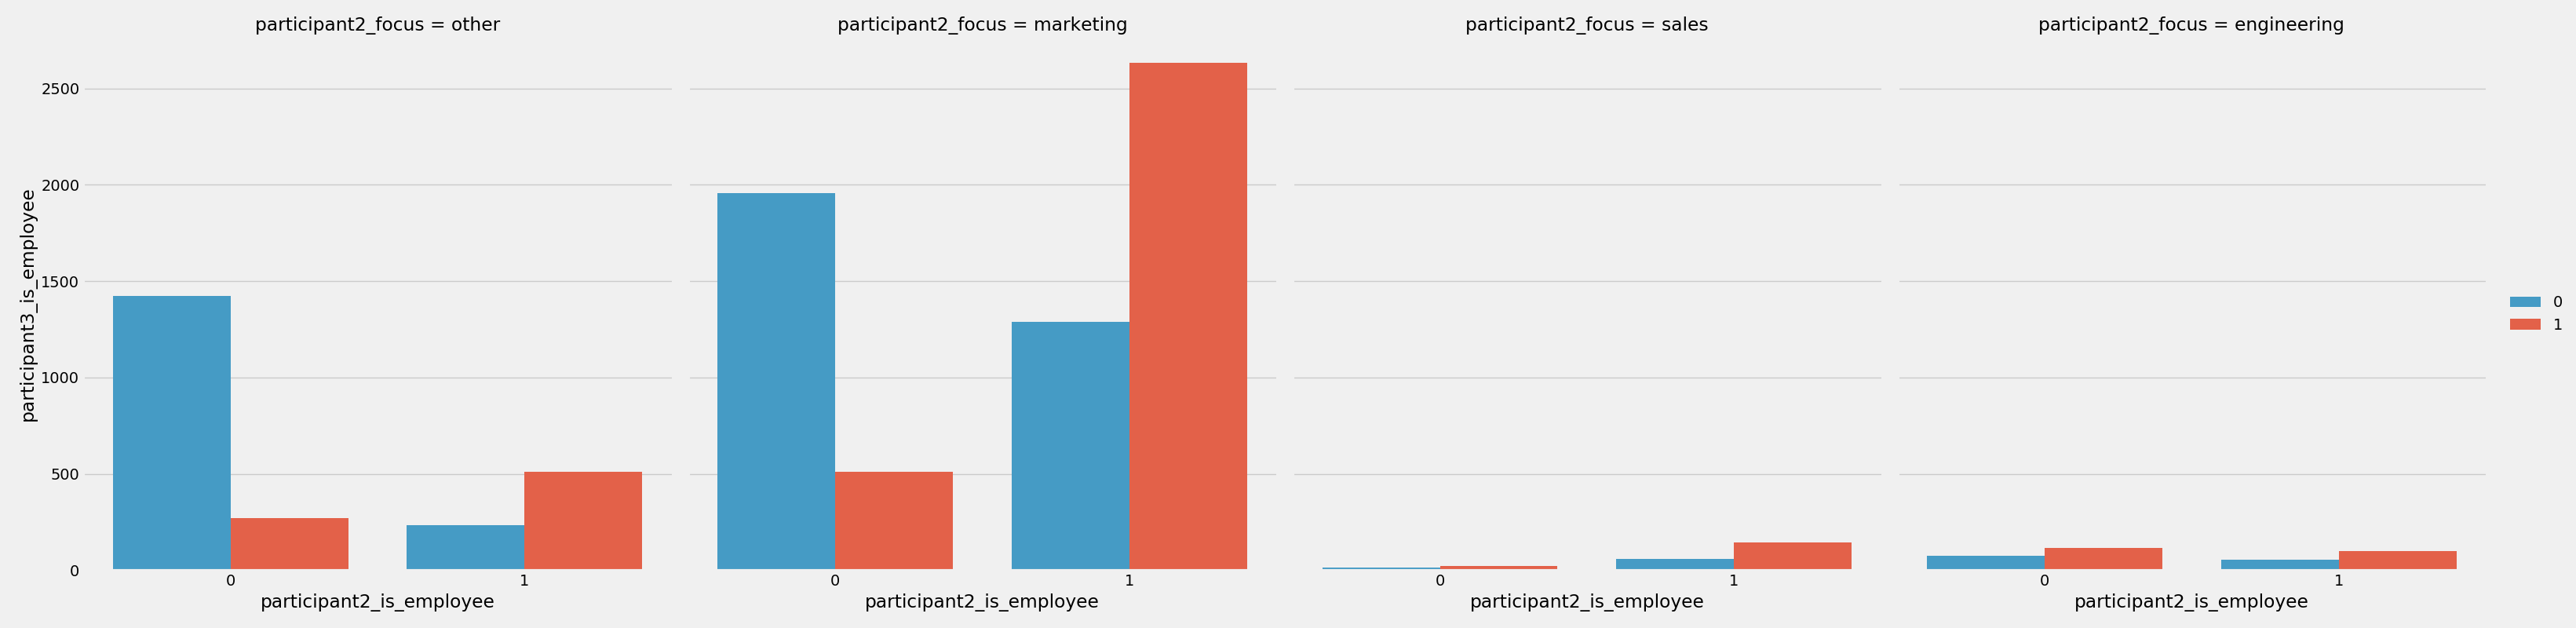 participant2_focus = other
participant2_focus = marketing
participant2_focus = sales
participant2_focus = engineering
participant3_is_employee
2500
2000
1500
1000
500
0
0 1
0 1
0 1
0 1
participant2_is_employee
participant2_is_employee
participant2_is_employee
participant2_is_employee
0
1